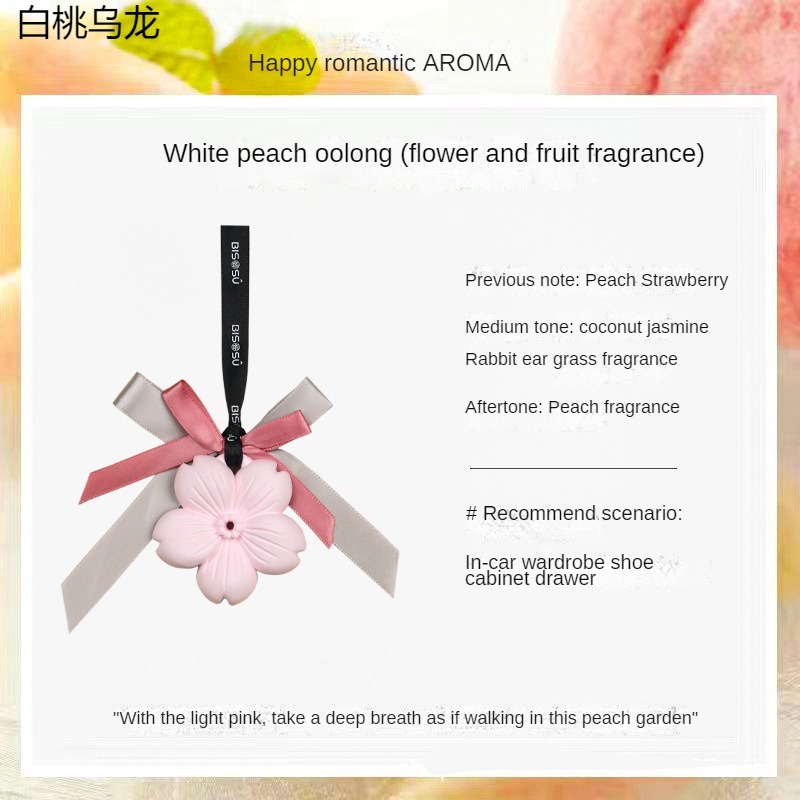 白桃乌龙
Happy romantic AROMA
White peach oolong (flower and fruit fragrance)
BISOSÛ
BISOSÛ
BIS
Previous note: Peach Strawberry
Medium tone: coconut jasmine
Rabbit ear grass fragrance
Aftertone: Peach fragrance
# Recommend scenario:
In-car wardrobe shoe
cabinet drawer
"With the light pink, take a deep breath as if walking in this peach garden"